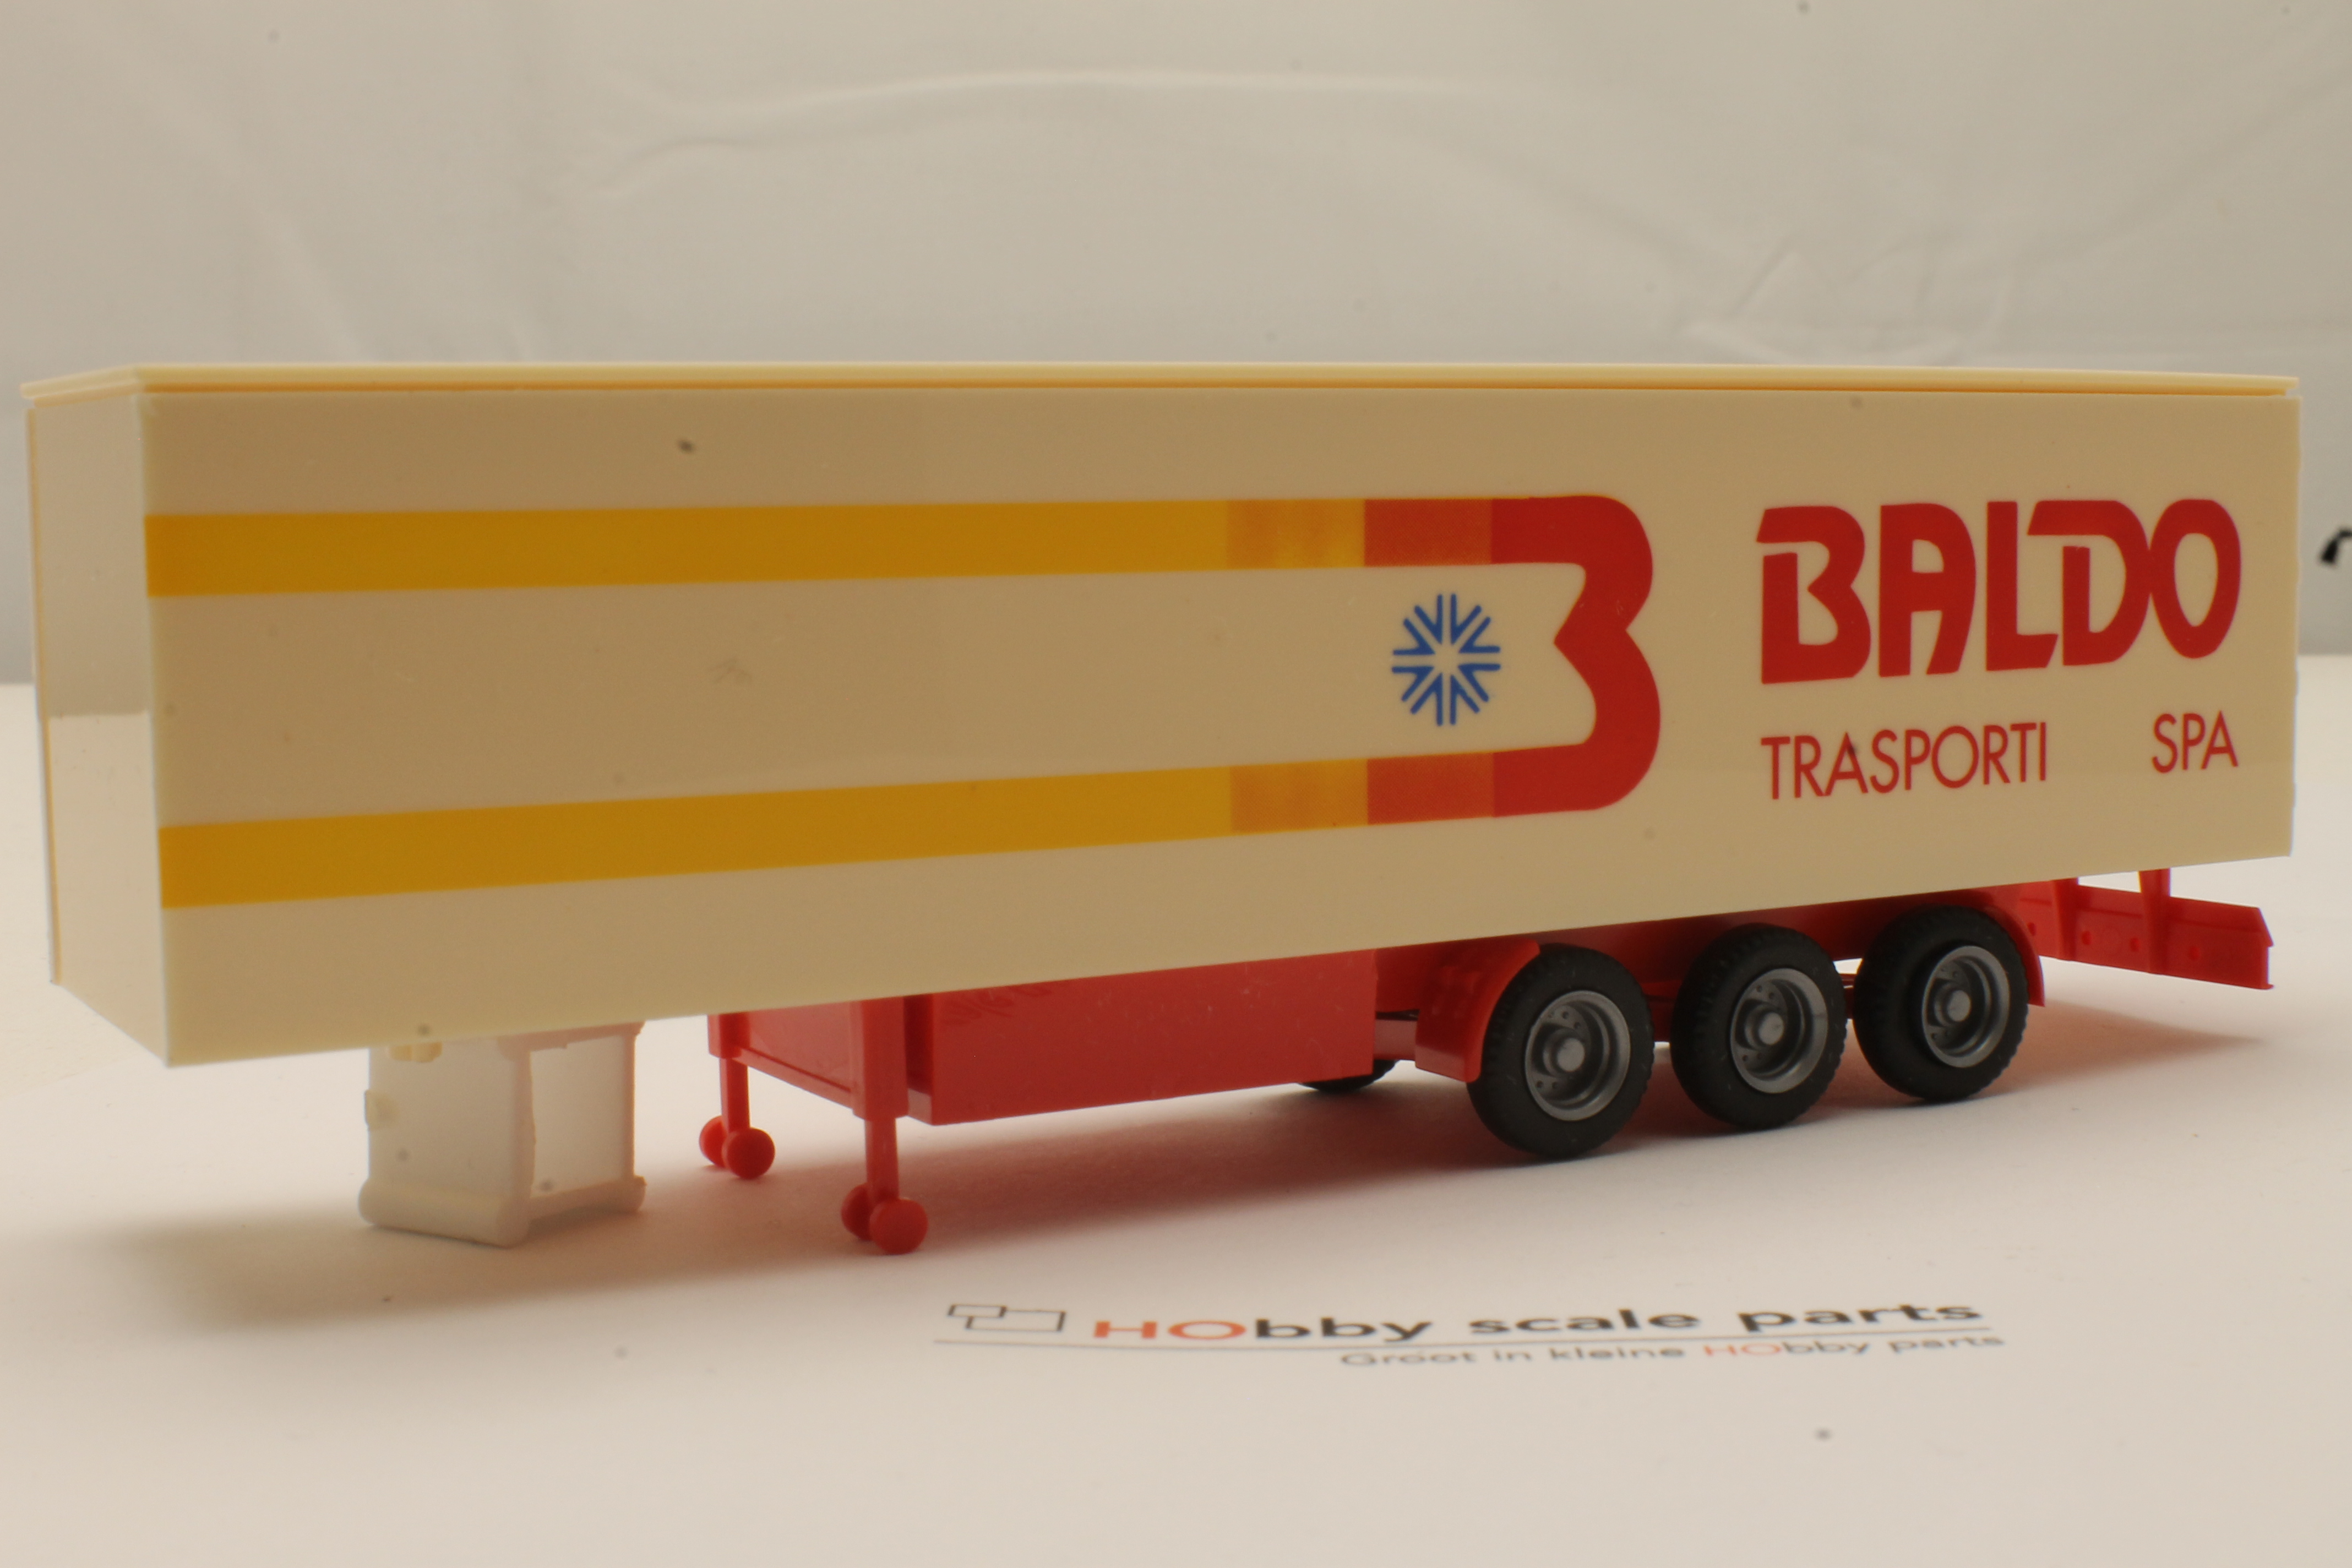 BALDO
TRASPORTI SPA
HObby scale parts
Groot in kleine HObby parts